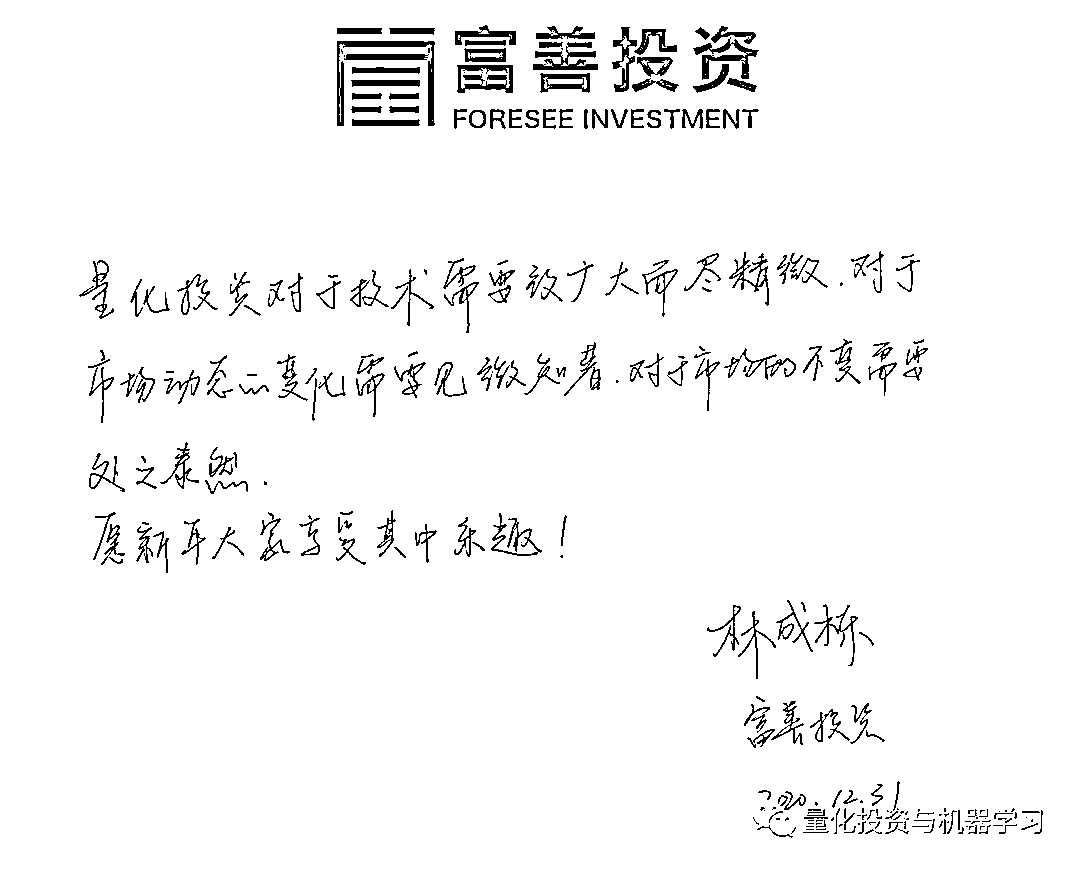 富善投资
FORESEE INVESTMENT
量化投资对于技术需要致广大而尽精微.对于
市场动态的变化需要见微知著.对于市场的不变需要
处之泰然.
愿新年大家享受其中乐趣!
林成栋
富善投资
2020.12.31
量化投资与机器学习